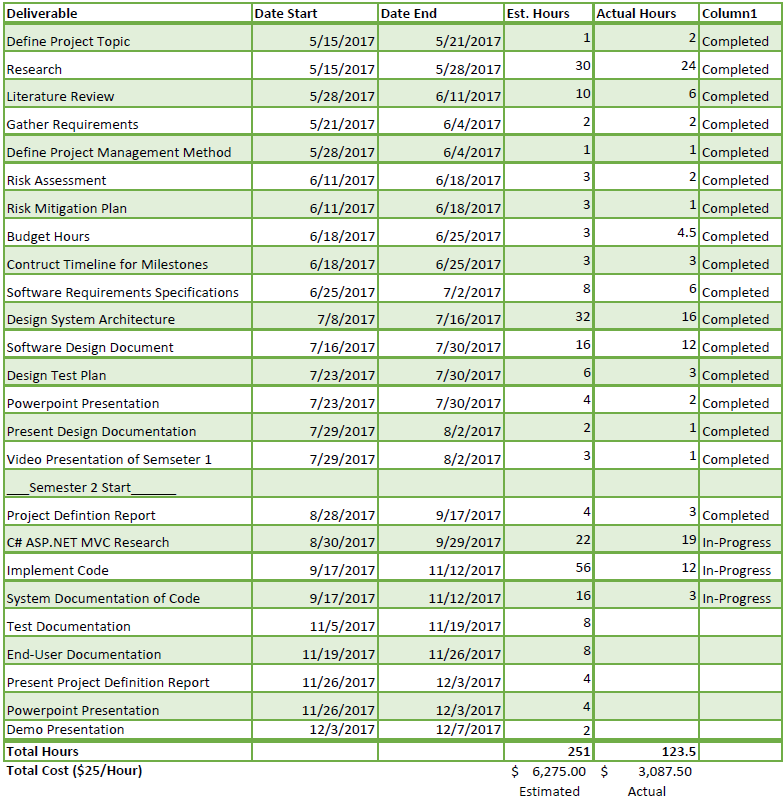 Deliverable Date Start Date End Est. Hours Actual Hours Column1
Define Project Topic 5/15/2017 5/21/2017 1 2 Completed
Research 5/15/2017 5/28/2017 30 24 Completed
Literature Review 5/28/2017 6/11/2017 10 6 Completed
Gather Requirements 5/21/2017 6/4/2017 2 2 Completed
Define Project Management Method 5/28/2017 6/4/2017 1 1 Completed
Risk Assessment 6/11/2017 6/18/2017 3 2 Completed
Risk Mitigation Plan 6/11/2017 6/18/2017 3 1 Completed
Budget Hours 6/18/2017 6/25/2017 3 4.5 Completed
Contruct Timeline for Milestones 6/18/2017 6/25/2017 3 3 Completed
Software Requirements Specifications 6/25/2017 7/2/2017 8 6 Completed
Design System Architecture 7/8/2017 7/16/2017 32 16 Completed
Software Design Document 7/16/2017 7/30/2017 16 12 Completed
Design Test Plan 7/23/2017 7/30/2017 6 3 Completed
Powerpoint Presentation 7/23/2017 7/30/2017 4 2 Completed
Present Design Documentation 7/29/2017 8/2/2017 2 1 Completed
Video Presentation of Semseter 1 7/29/2017 8/2/2017 3 1 Completed
___Semester 2 Start______
Project Defintion Report 8/28/2017 9/17/2017 4 3 Completed
C# ASP.NET MVC Research 8/30/2017 9/29/2017 22 19 In-Progress
Implement Code 9/17/2017 11/12/2017 56 12 In-Progress
System Documentation of Code 9/17/2017 11/12/2017 16 3 In-Progress
Test Documentation 11/5/2017 11/19/2017 8
End-User Documentation 11/19/2017 11/26/2017 8
Present Project Definition Report 11/26/2017 12/3/2017 4
Powerpoint Presentation 11/26/2017 12/3/2017 4
Demo Presentation 12/3/2017 12/7/2017 2
Total Hours 251 123.5
Total Cost ($25/Hour) $ 6,275.00 $ 3,087.50
Estimated Actual